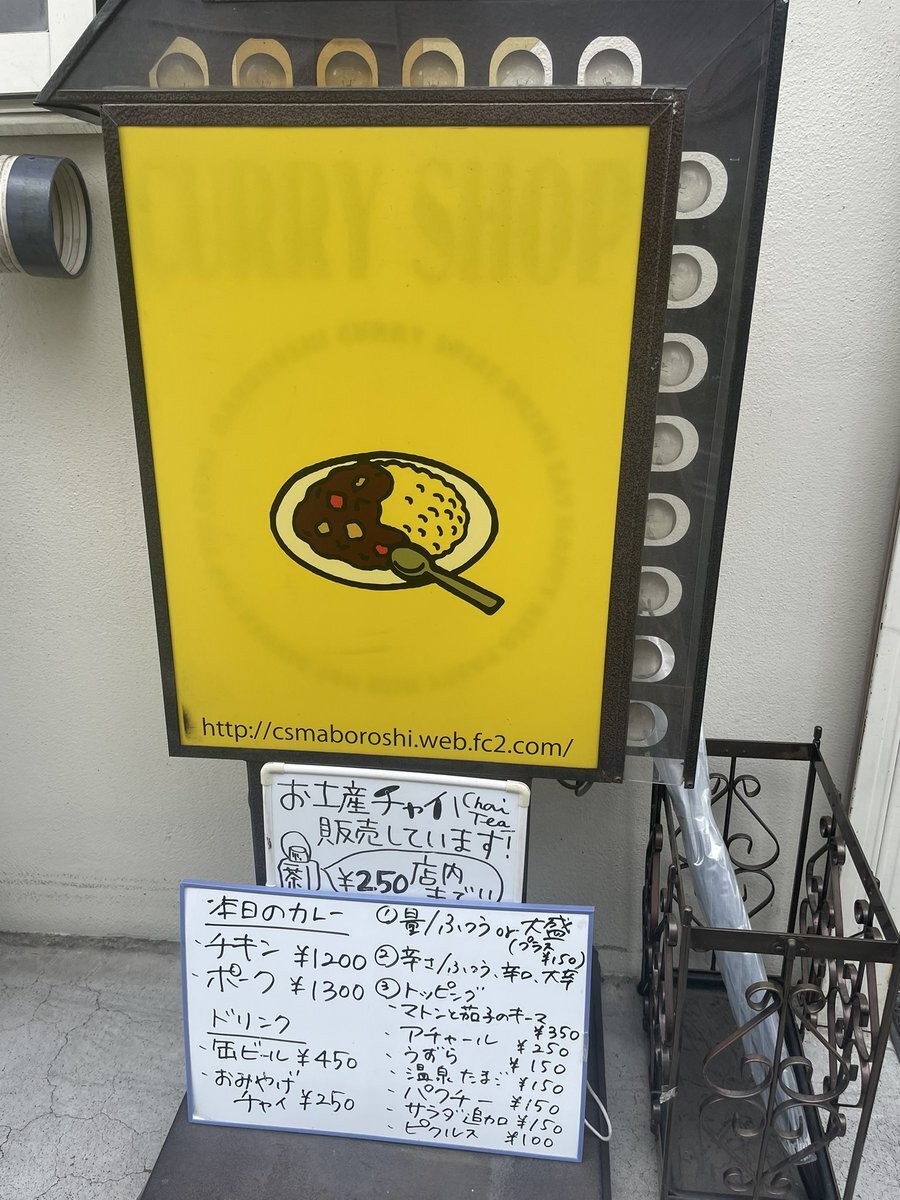 CURRY SHOP
http://csmaboroshi.web.fc2.com/
お土産チャイ Chai Tea
販売しています!
茶
¥250 店内
までい
本日のカレー
・チキン ¥1200
・ポーク ¥1300
ドリンク
・缶ビール ¥450
・おみやげ
チャイ ¥250
①量/ふつう or 大盛
(プラス ¥150)
②辛さ/ふつう、辛口、大辛
③トッピング
・マトンと茄子のキーマ
¥350
・アチャール ¥250
・うずら ¥150
・温泉たまご ¥150
・パクチー ¥150
・サラダ追加 ¥150
・ピクルス ¥100